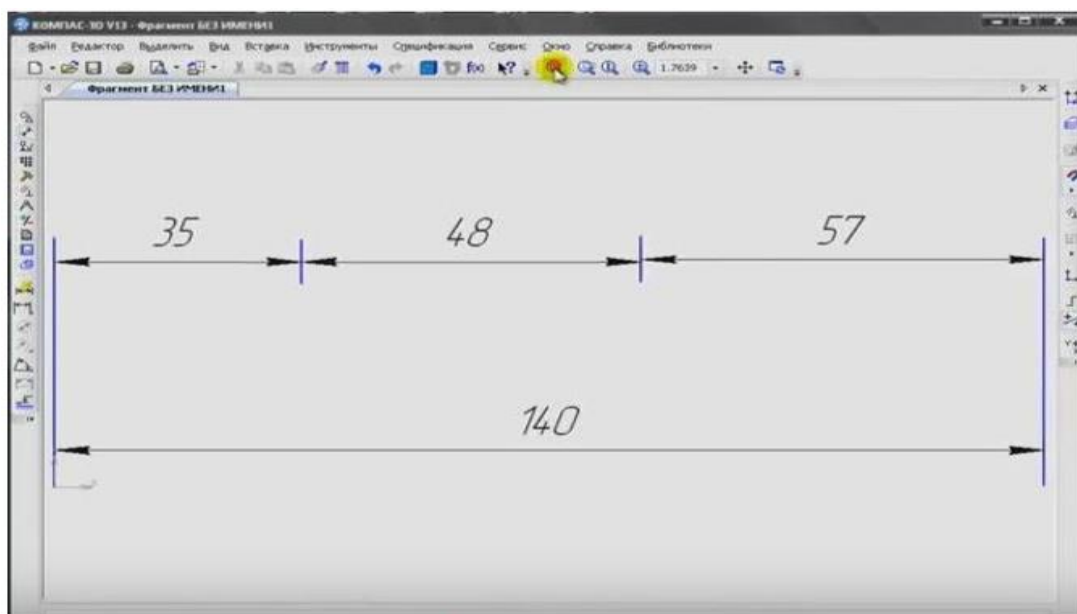 КОМПАС-3D V13 - Фрагмент БЕЗ ИМЕНИ1
Файл Редактор Выделить Вид Вставка Инструменты Спецификация Сервис Окно Справка Библиотеки
f(x) 1.7639
Фрагмент БЕЗ ИМЕНИ1
35 48 57
140